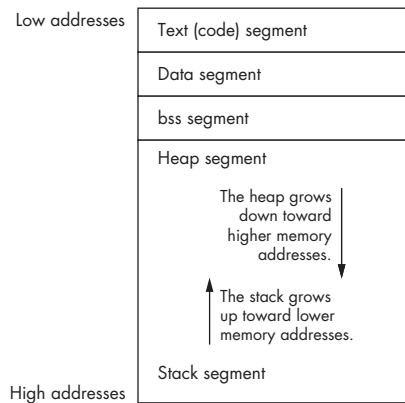 Low addresses
Text (code) segment
Data segment
bss segment
Heap segment
The heap grows
down toward
higher memory
addresses.
The stack grows
up toward lower
memory addresses.
Stack segment
High addresses